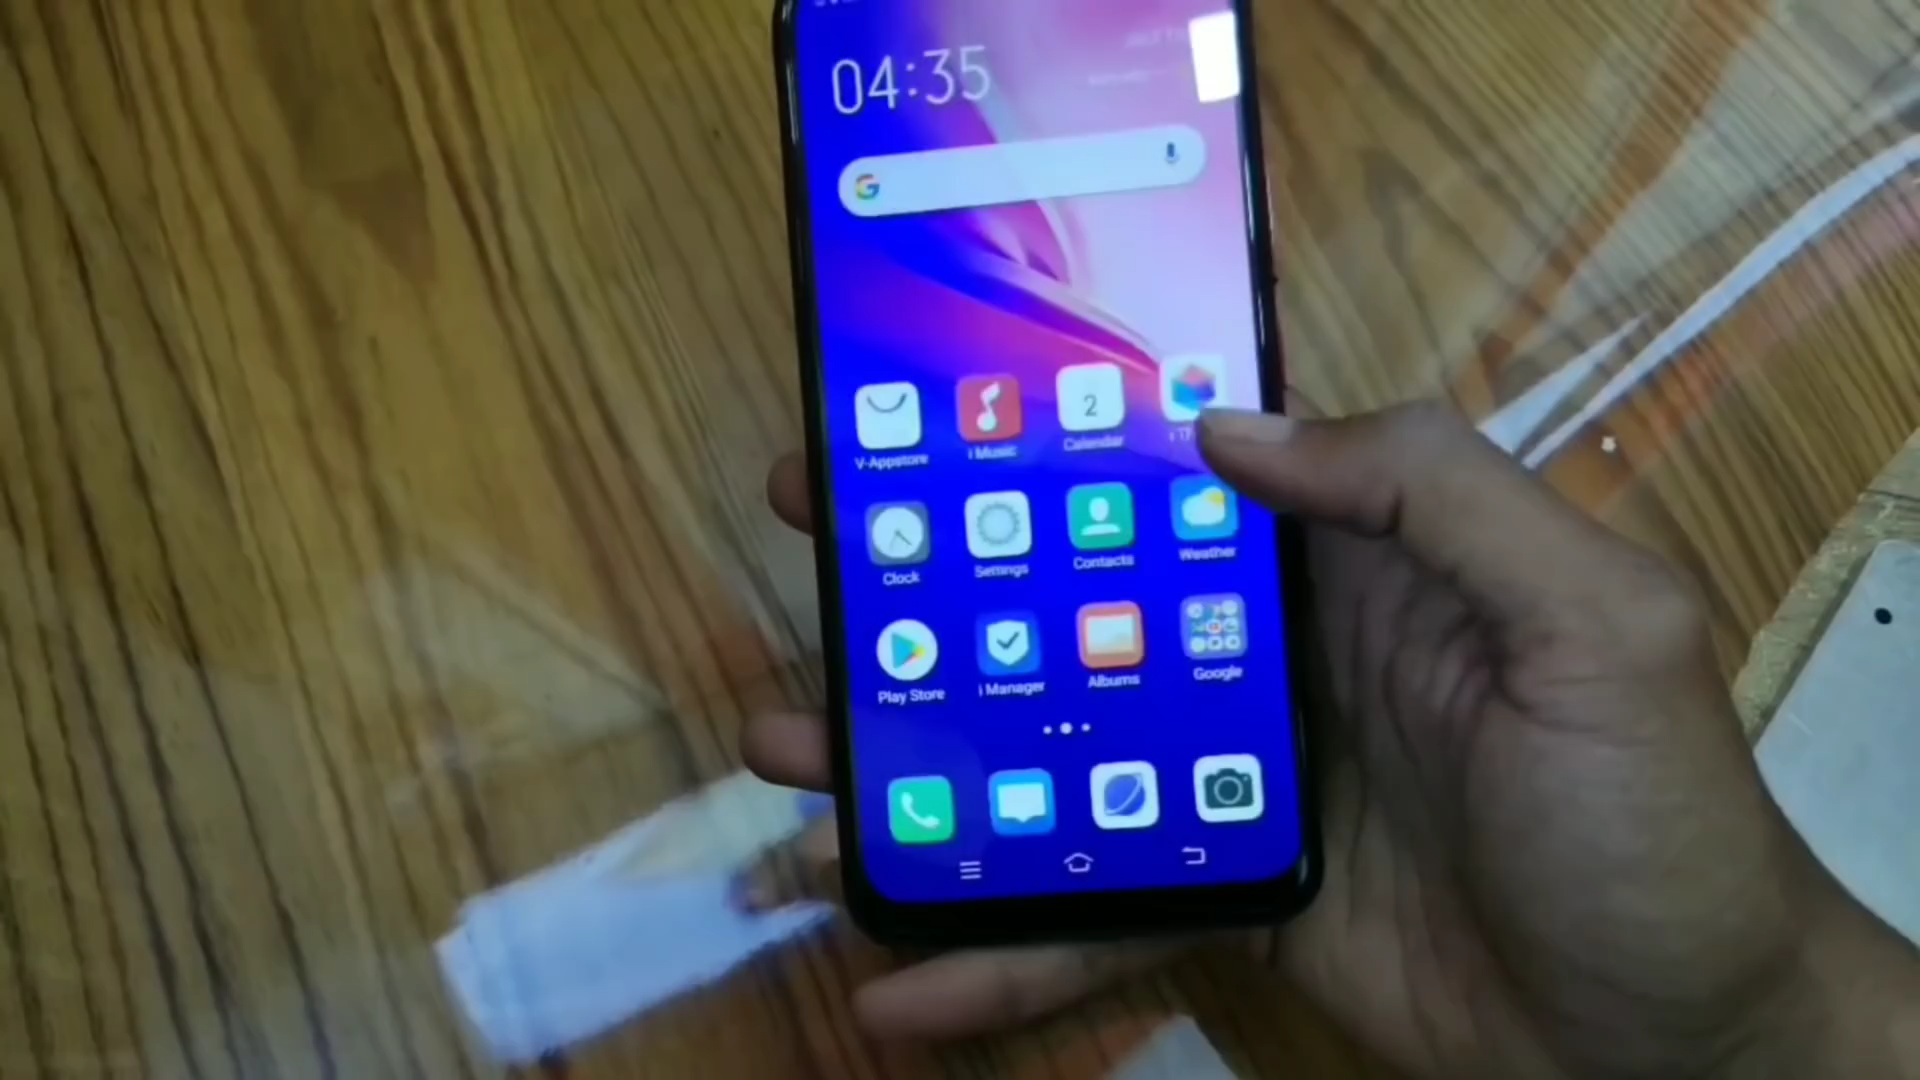 04:35
G
V-Appstore
i Music
2
Calendar
Clock
Settings
Contacts
Weather
Play Store
i Manager
Albums
Google